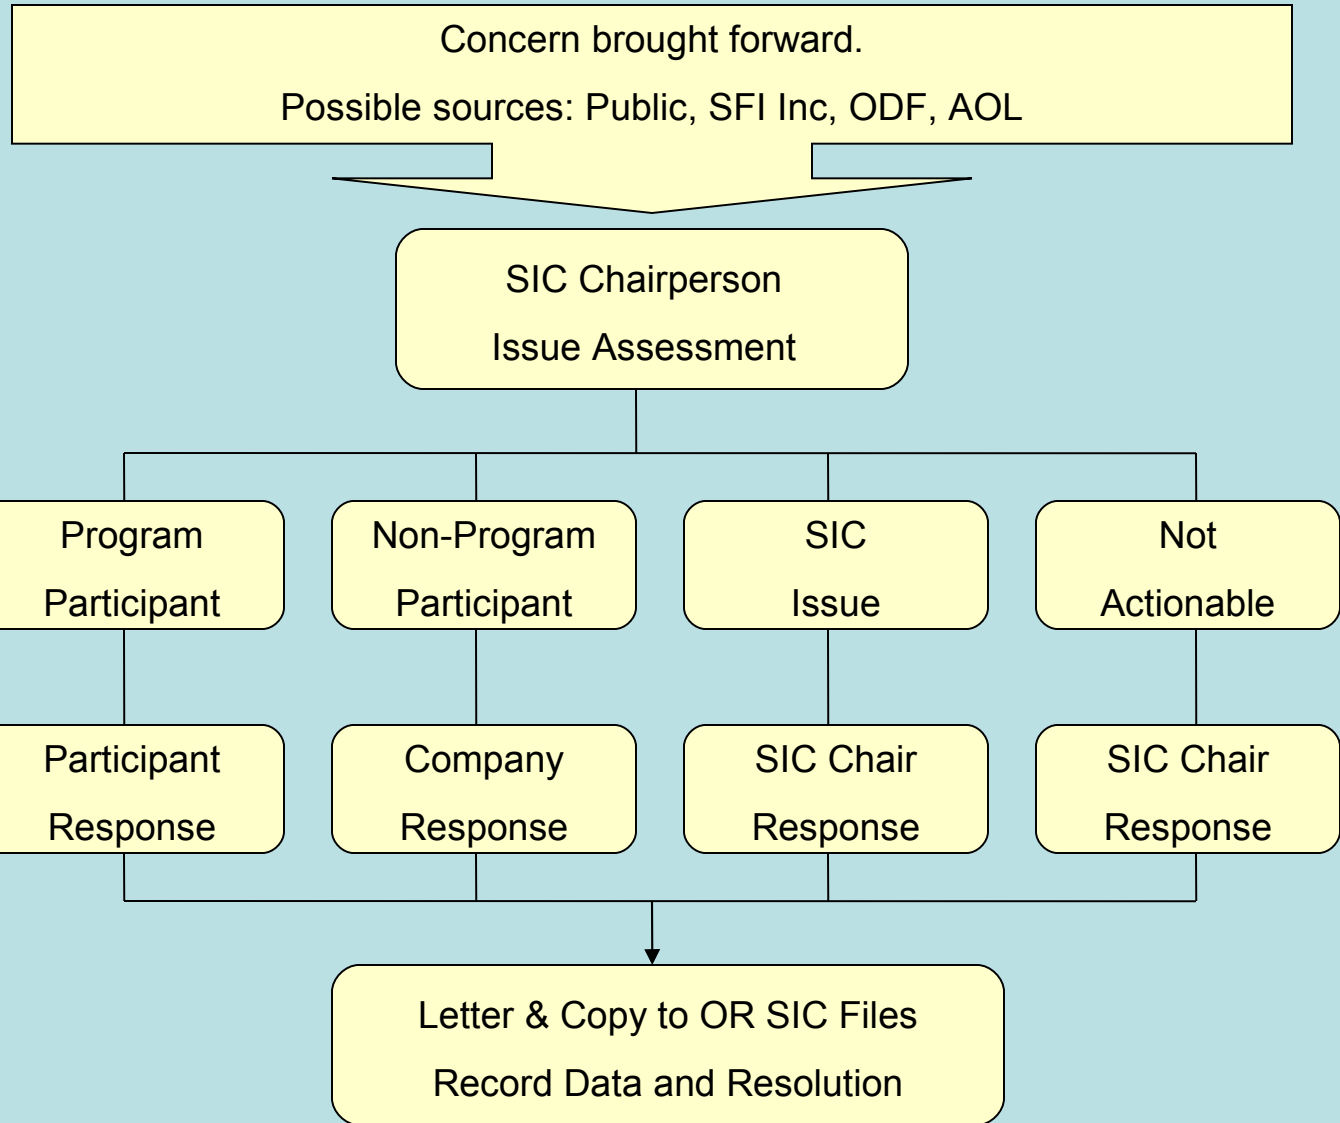 Concern brought forward.
Possible sources: Public, SFI Inc, ODF, AOL
SIC Chairperson
Issue Assessment
Program
Participant
Non-Program
Participant
SIC
Issue
Not
Actionable
Participant
Response
Company
Response
SIC Chair
Response
SIC Chair
Response
Letter & Copy to OR SIC Files
Record Data and Resolution